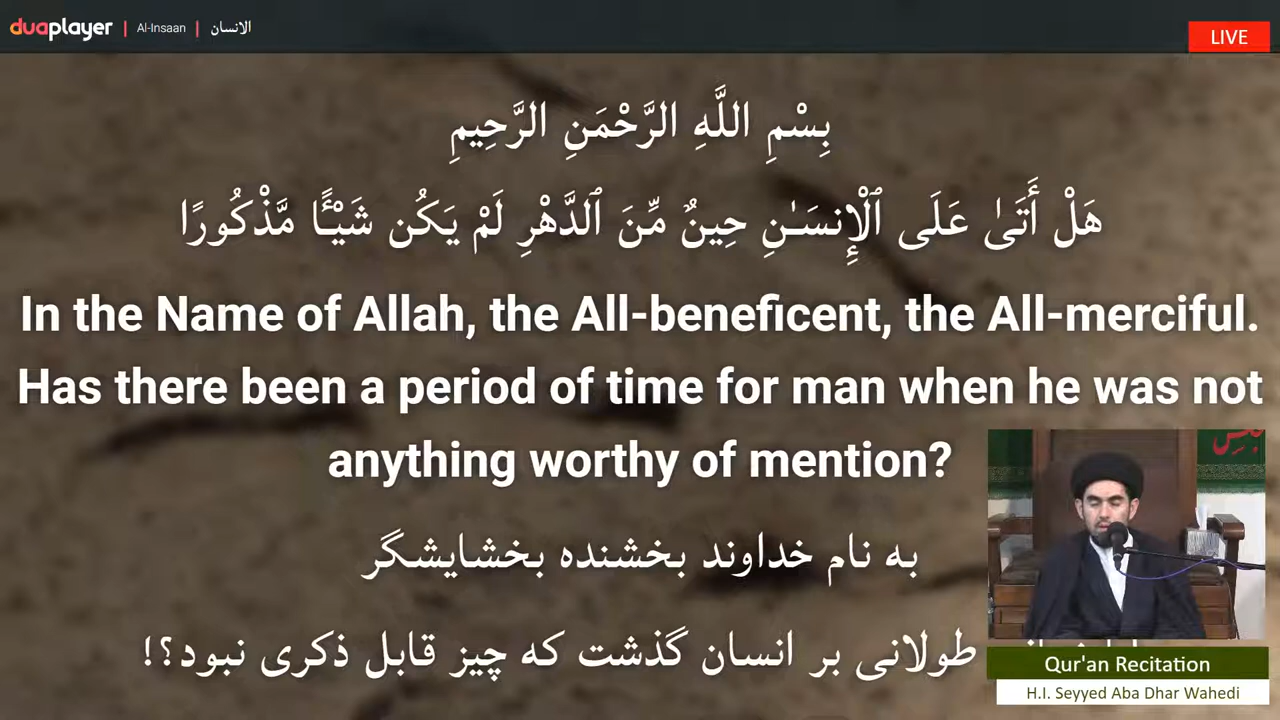 duaplayer | Al-Insaan | الانسان
LIVE
بِسْمِ اللَّهِ الرَّحْمَنِ الرَّحِيمِ
هَلْ أَتَىٰ عَلَى ٱلْإِنسَـٰنِ حِينٌ مِّنَ ٱلدَّهْرِ لَمْ يَكُن شَيْـًٔا مَّذْكُورًا
In the Name of Allah, the All-beneficent, the All-merciful.
Has there been a period of time for man when he was not
anything worthy of mention?
به نام خداوند بخشنده بخشایشگر
طولانی بر انسان گذشت که چیز قابل ذکری نبود؟!
Qur'an Recitation
H.I. Seyyed Aba Dhar Wahedi